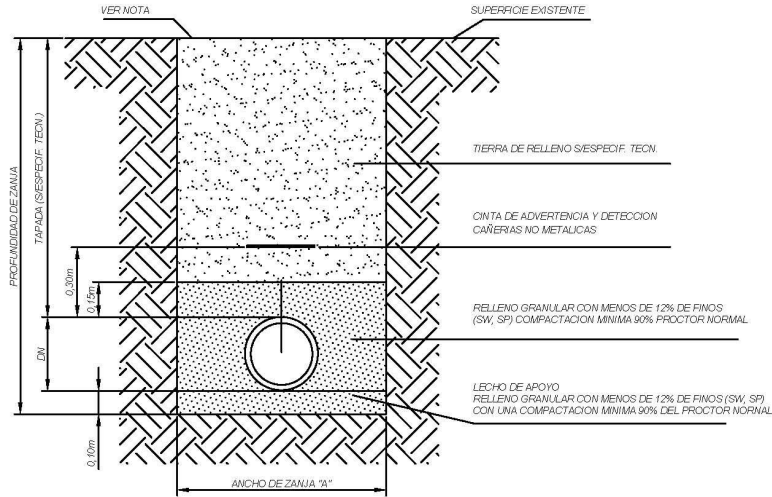 VER NOTA
SUPERFICIE EXISTENTE
PROFUNDIDAD DE ZANJA
TAPADA (S/ESPECIF. TECN.)
TIERRA DE RELLENO S/ESPECIF. TECN.
CINTA DE ADVERTENCIA Y DETECCION
CAÑERIAS NO METALICAS
0,30m
0,15m
RELLENO GRANULAR CON MENOS DE 12% DE FINOS
(SW, SP) COMPACTACION MINIMA 90% PROCTOR NORMAL
DN
LECHO DE APOYO
RELLENO GRANULAR CON MENOS DE 12% DE FINOS (SW, SP)
CON UNA COMPACTACION MINIMA 90% DEL PROCTOR NORNAL
0,10m
ANCHO DE ZANJA "A"